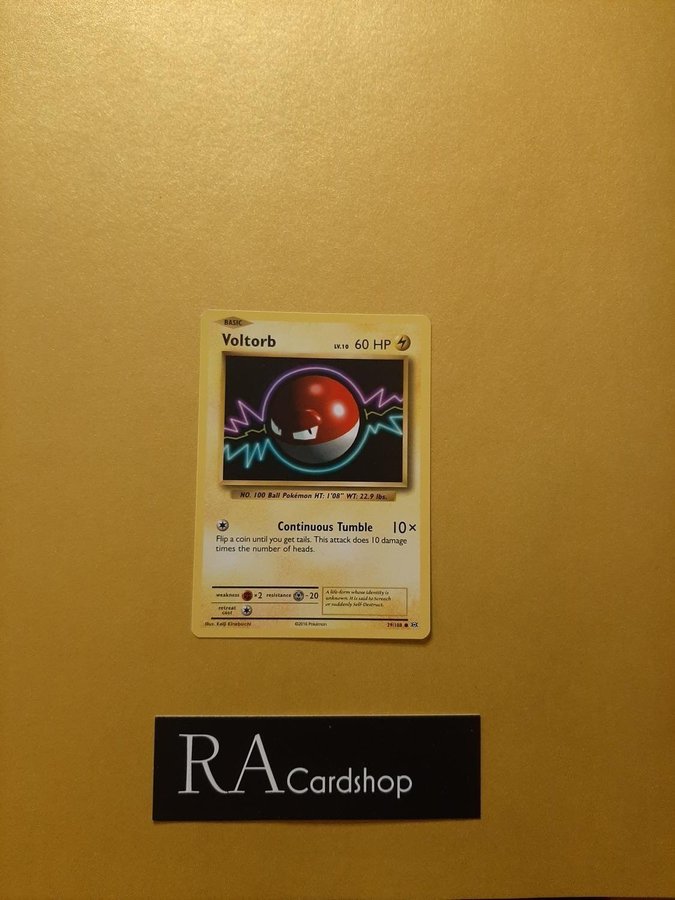 BASIC
Voltorb LV.10 60 HP
NO. 100 Ball Pokémon HT: 1'08" WT: 22.9 lbs.
Continuous Tumble 10×
Flip a coin until you get tails. This attack does 10 damage
times the number of heads.
weakness ×2 resistance -20
retreat
cost
A life-form whose identity is
unknown. It is said to screech
or suddenly Self-Destruct.
Illus. Keiji Kinebuchi ©2016 Pokémon 39/108
RA Cardshop